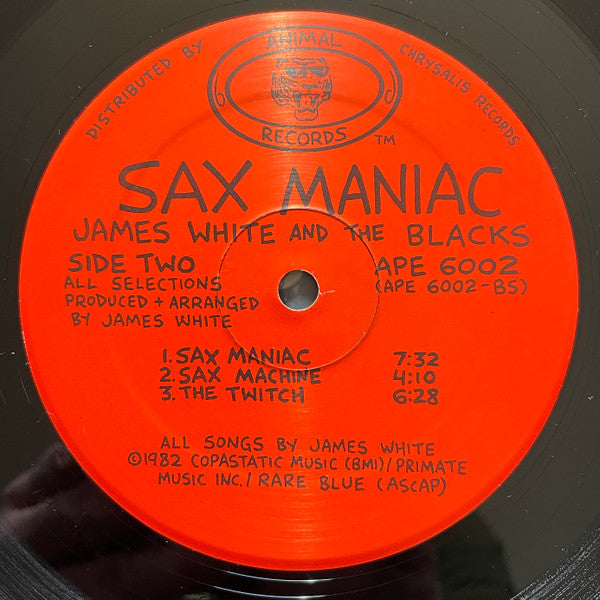 DISTRIBUTED BY CHRYSALIS RECORDS
ANIMAL
RECORDS
TM
SAX MANIAC
JAMES WHITE AND THE BLACKS
SIDE TWO APE 6002
ALL SELECTIONS (APE 6002-BS)
PRODUCED + ARRANGED
BY JAMES WHITE
1. SAX MANIAC 7:32
2. SAX MACHINE 4:10
3. THE TWITCH 6:28
ALL SONGS BY JAMES WHITE
©1982 COPASTATIC MUSIC (BMI)/PRIMATE
MUSIC INC./RARE BLUE (ASCAP)